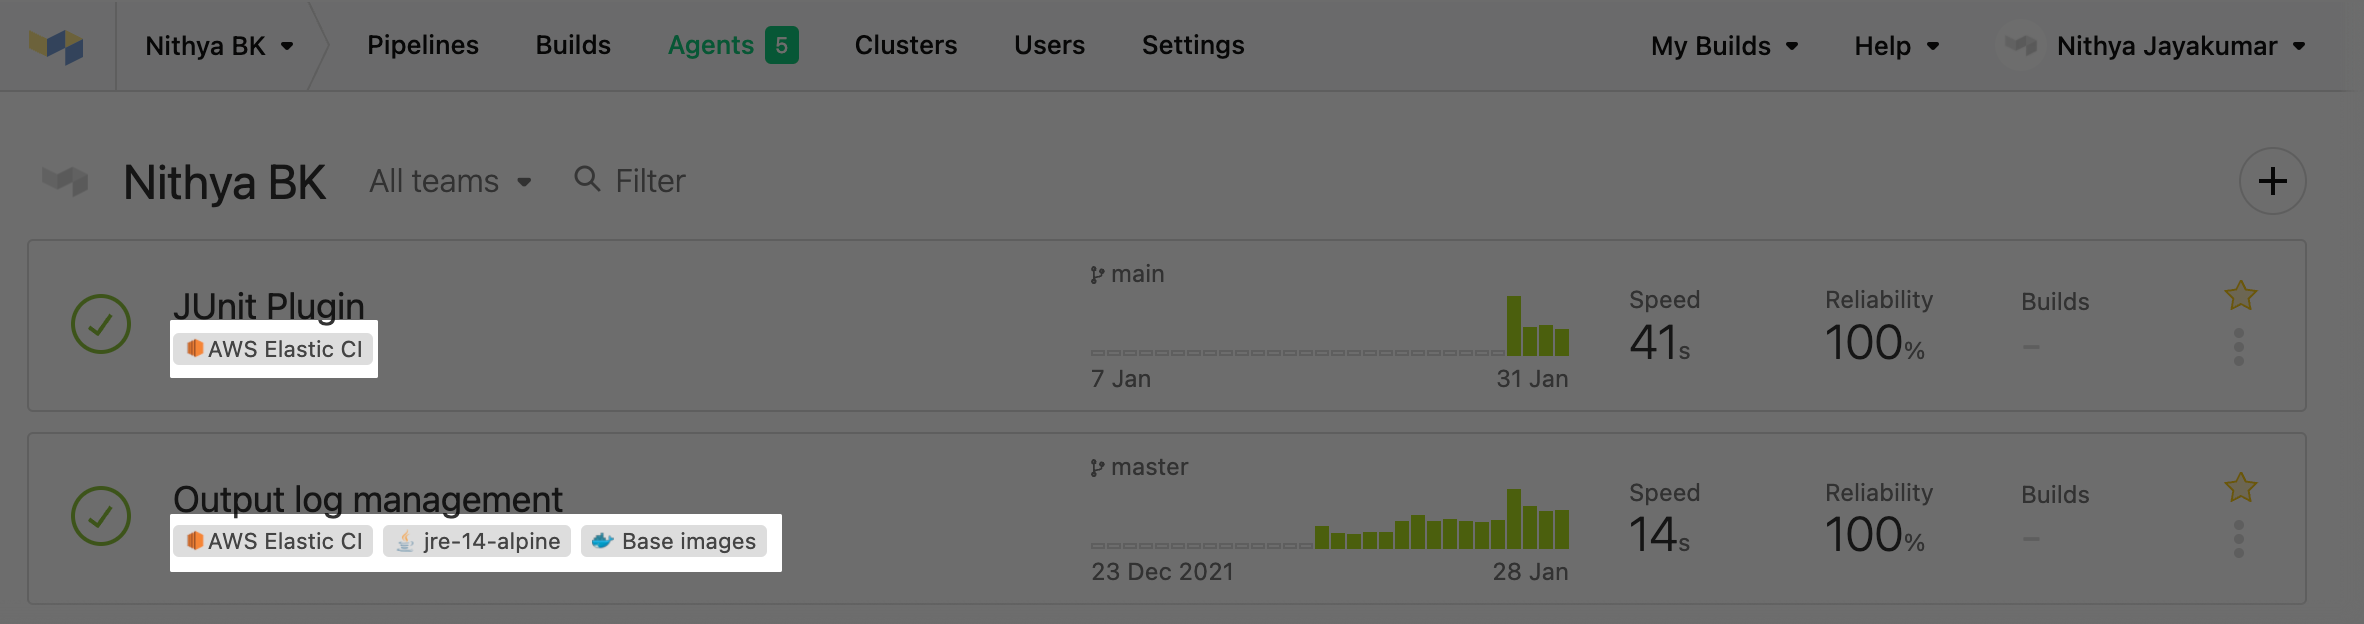 Nithya BK Pipelines Builds Agents 5 Clusters Users Settings My Builds Help Nithya Jayakumar
Nithya BK All teams Filter
JUnit Plugin
AWS Elastic CI
main
7 Jan 31 Jan
Speed
41s
Reliability
100%
Builds
–
Output log management
AWS Elastic CI jre-14-alpine Base images
master
23 Dec 2021 28 Jan
Speed
14s
Reliability
100%
Builds
–